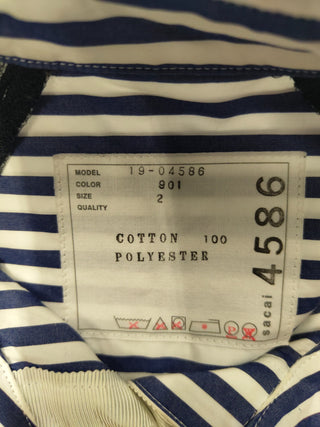 MODEL 19-04586
COLOR 901
SIZE 2
QUALITY
COTTON 100
POLYESTER
sacai 4586